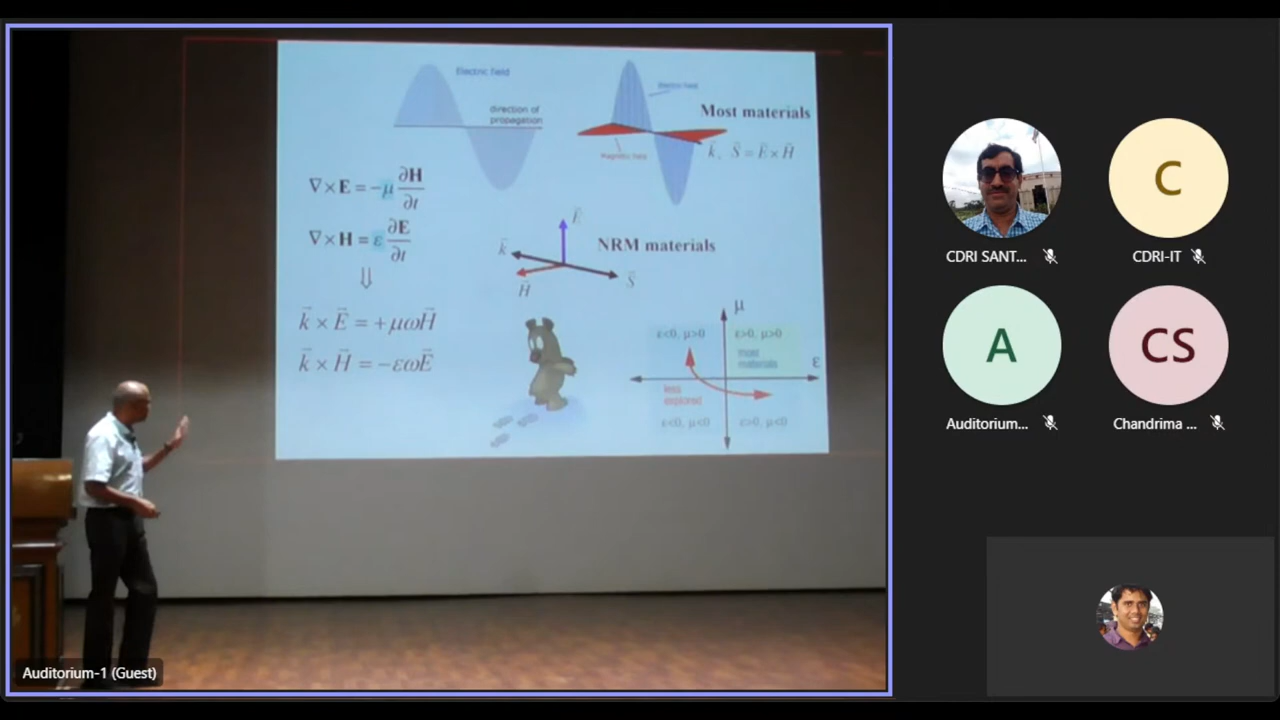 Electric field
direction of
propagation
electric field
Magnetic field
Most materials
k⃗, S⃗ = E⃗ × H⃗
∇×E = −μ ∂H/∂t
∇×H = ε ∂E/∂t
⇓
k⃗ × E⃗ = +μωH⃗
k⃗ × H⃗ = −εωE⃗
E⃗
k⃗
NRM materials
H⃗
S⃗
μ
ε<0, μ>0
ε>0, μ>0
most
materials
ε
less
explored
ε<0, μ<0
ε>0, μ<0
Auditorium-1 (Guest)
CDRI SANT...
C
CDRI-IT
A
Auditorium...
CS
Chandrima ...